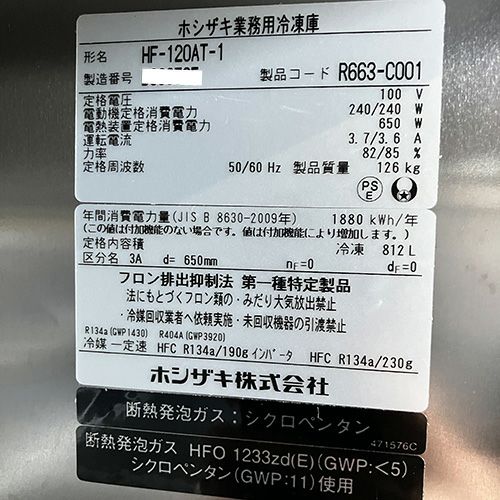 ホシザキ業務用冷凍庫
形名 HF-120AT-1
製造番号
製品コード R663-C001
定格電圧 100 V
電動機定格消費電力 240/240 W
電熱装置定格消費電力 650 W
運転電流 3.7/3.6 A
力率 82/85 %
定格周波数 50/60 Hz 製品質量 126 kg
PS
E
年間消費電力量(JIS B 8630-2009年) 1880 kWh/年
(この値は付加機能のない場合です。値は付加機能により増加します。)
定格内容積 冷凍 812 L
区分名 3A d= 650mm nF=0 dF=0
フロン排出抑制法 第一種特定製品
・法にもとづくフロン類の・みだり大気放出禁止
・冷媒回収業者へ依頼実施・未回収機器の引渡禁止
R134a(GWP1430) R404A(GWP3920)
冷媒 一定速 HFC R134a/190g インバータ HFC R134a/230g
ホシザキ株式会社
断熱発泡ガス:シクロペンタン
471576C
断熱発泡ガス HFO 1233zd(E)(GWP:<5)
シクロペンタン(GWP:11)使用